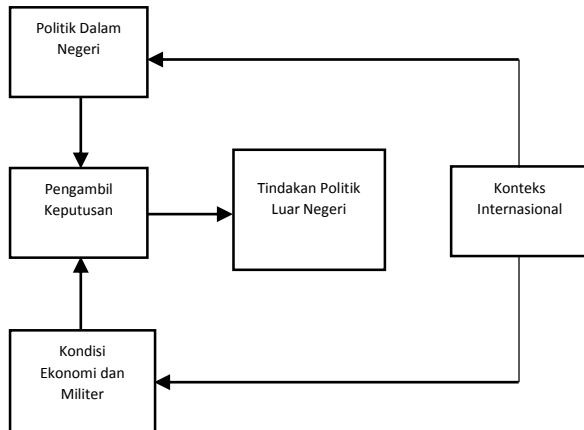 Politik Dalam
Negeri
Pengambil
Keputusan
Tindakan Politik
Luar Negeri
Konteks
Internasional
Kondisi
Ekonomi dan
Militer